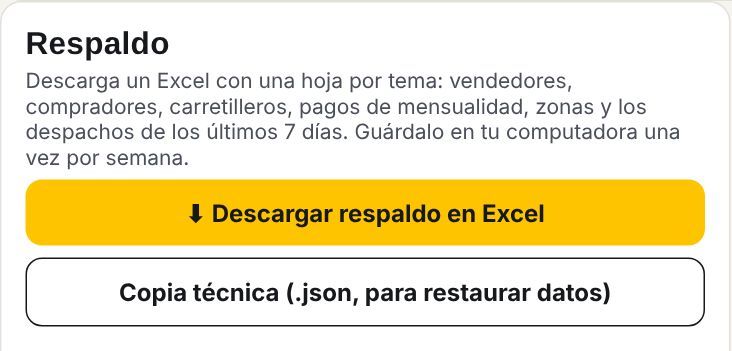 Respaldo
Descarga un Excel con una hoja por tema: vendedores,
compradores, carretilleros, pagos de mensualidad, zonas y los
despachos de los últimos 7 días. Guárdalo en tu computadora una
vez por semana.
⬇ Descargar respaldo en Excel
Copia técnica (.json, para restaurar datos)